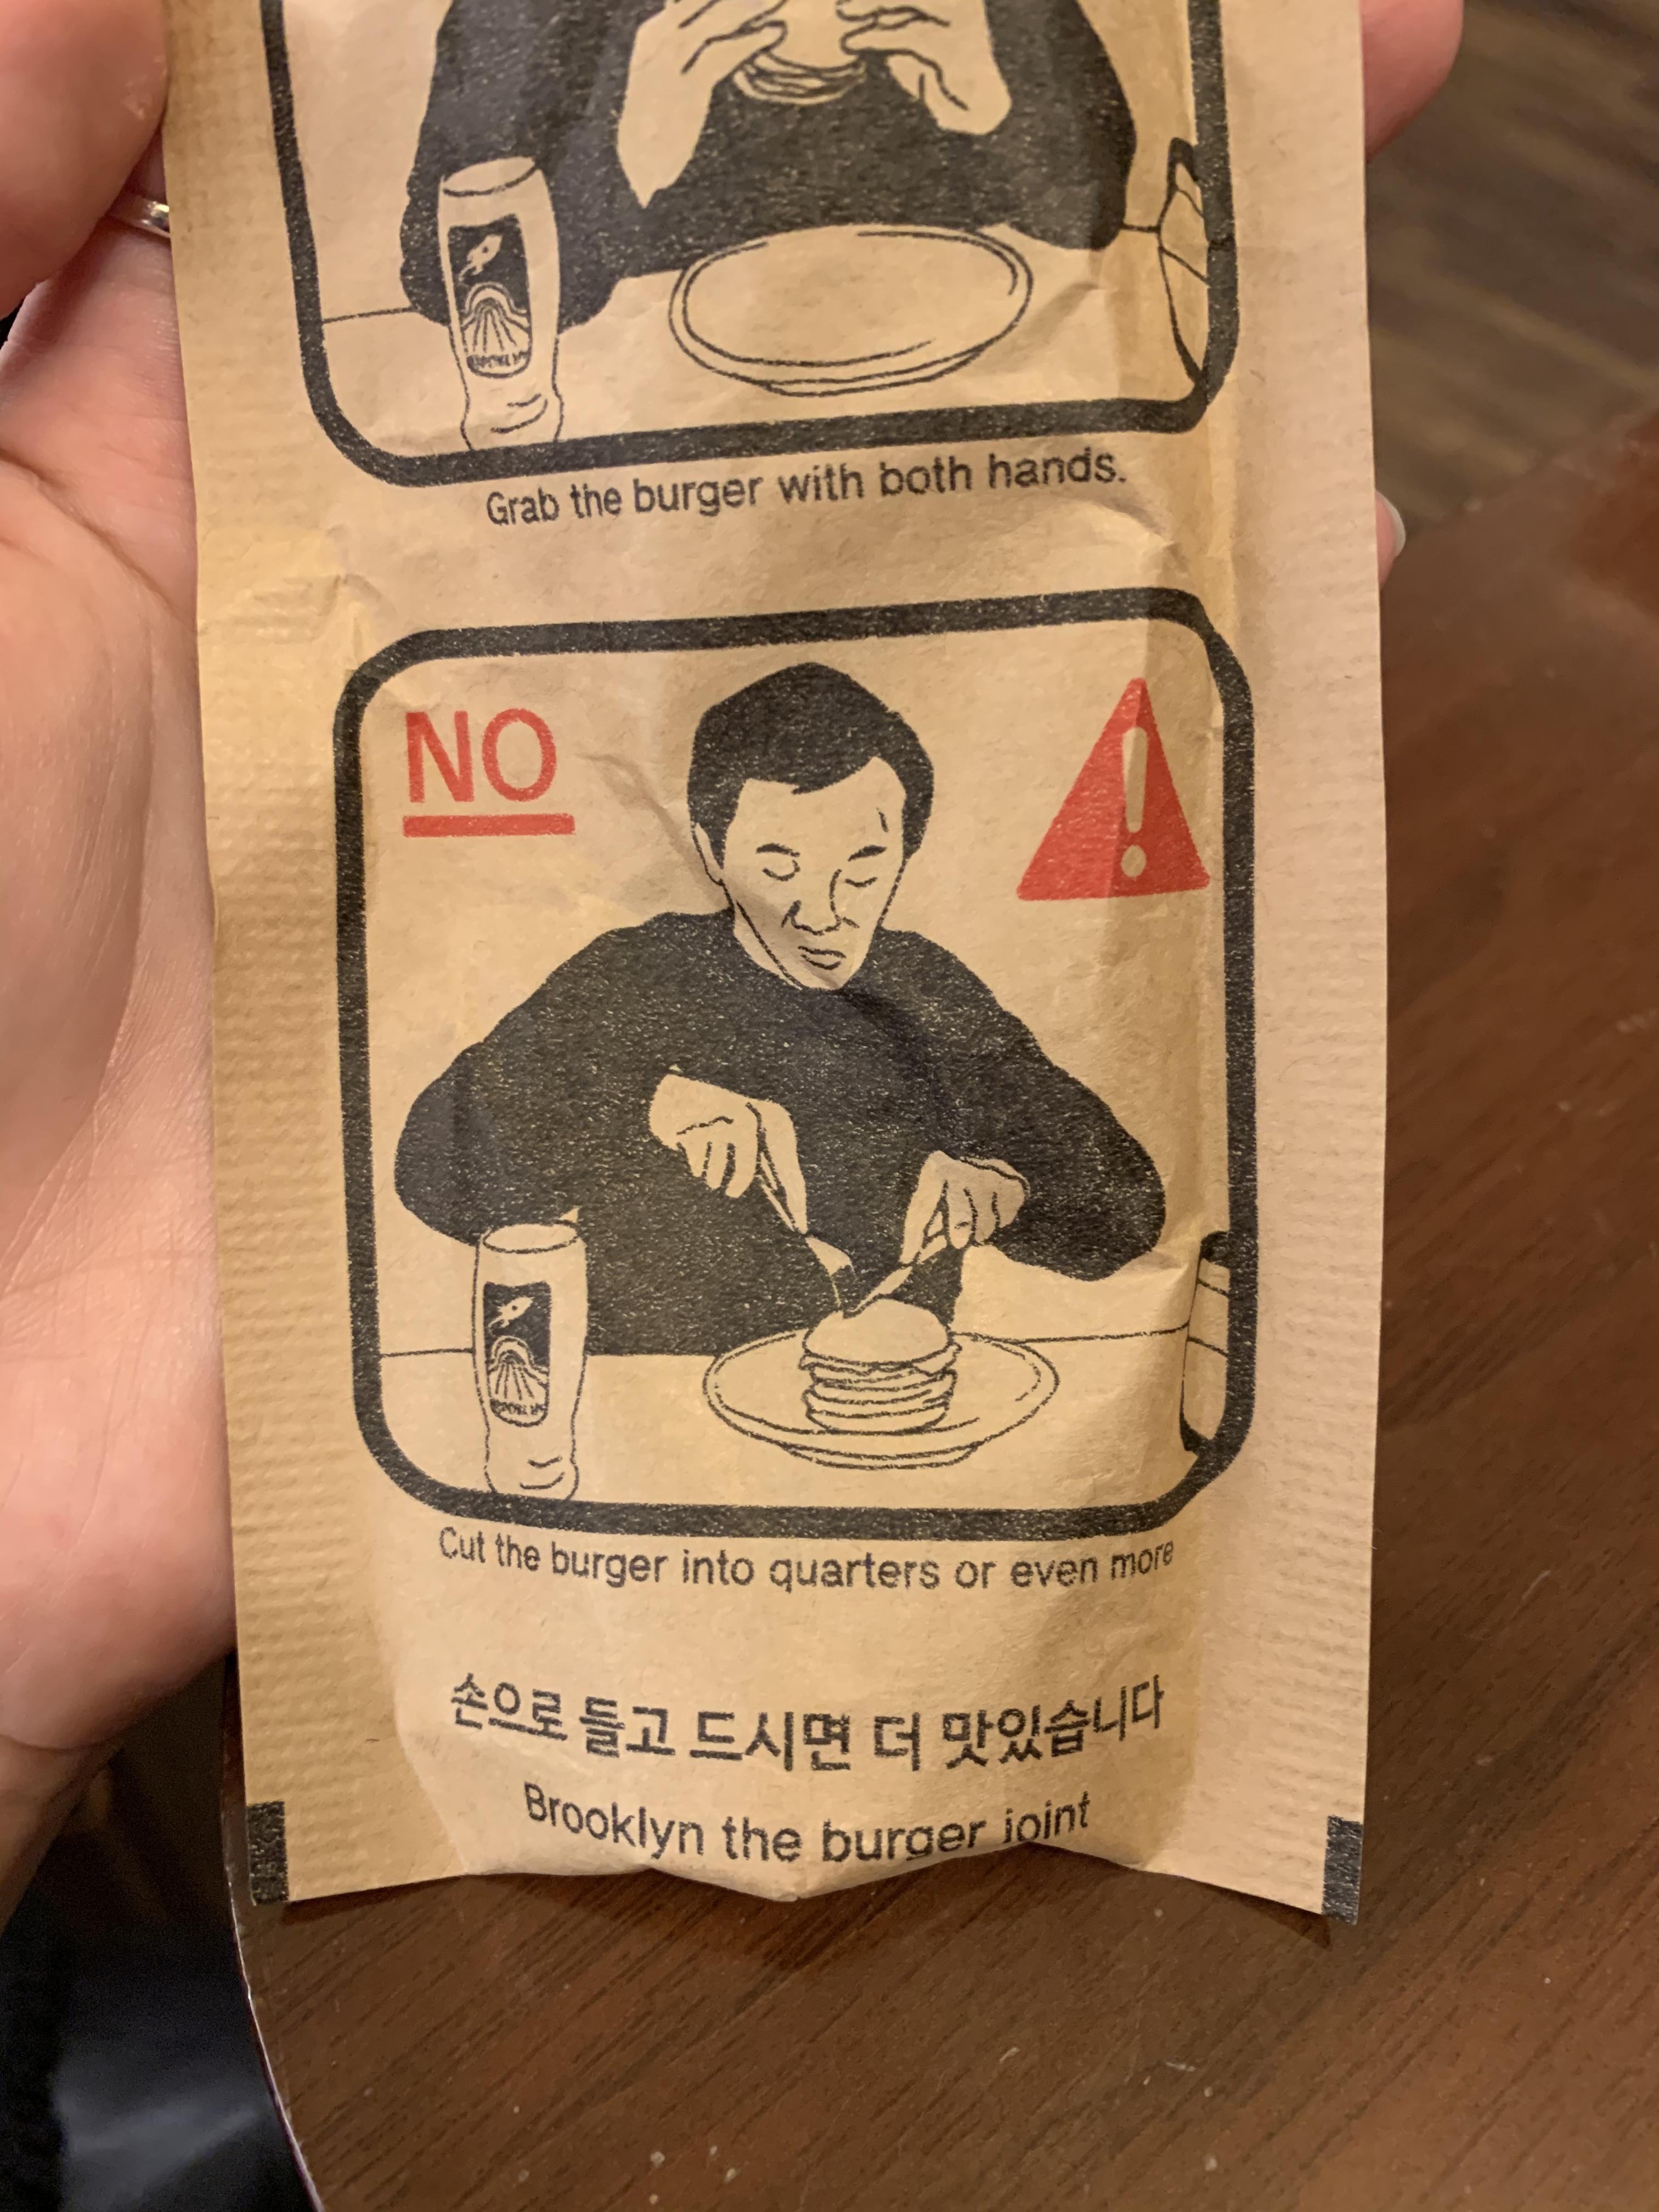 Grab the burger with both hands.
NO
Cut the burger into quarters or even more
손으로 들고 드시면 더 맛있습니다
Brooklyn the burger joint